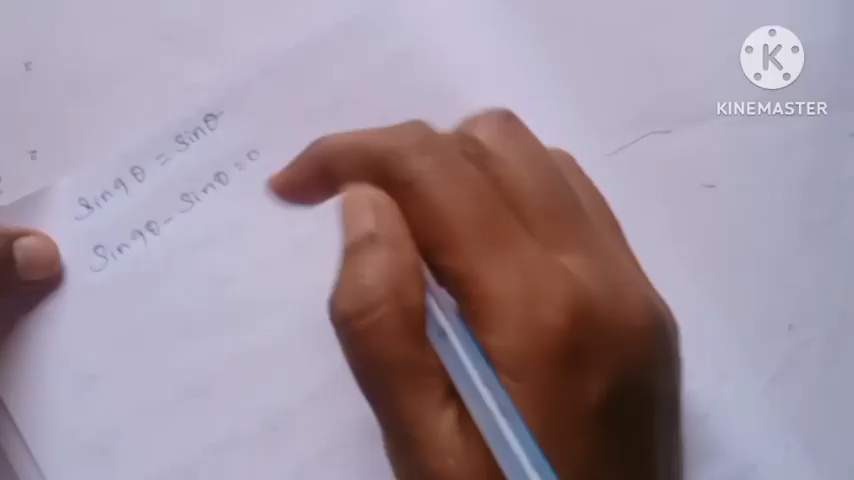 sin9θ = sinθ
sin9θ - sinθ = 0
KINEMASTER